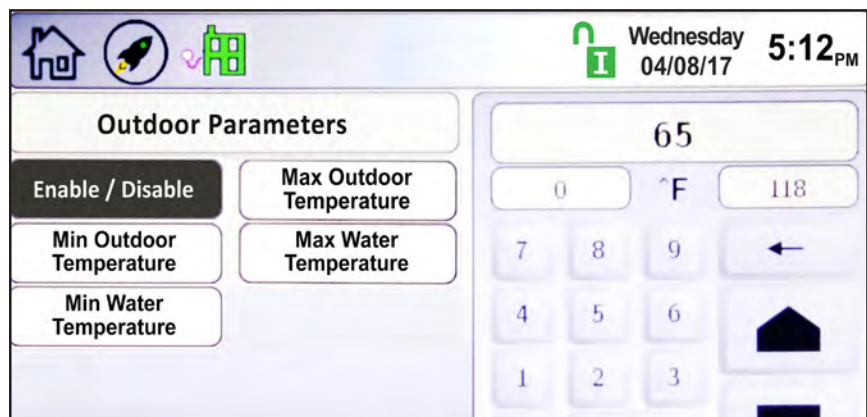 I
Wednesday
04/08/17
5:12PM
Outdoor Parameters
Enable / Disable
Max Outdoor
Temperature
Min Outdoor
Temperature
Max Water
Temperature
Min Water
Temperature
65
0
°F
118
7 8 9
4 5 6
1 2 3